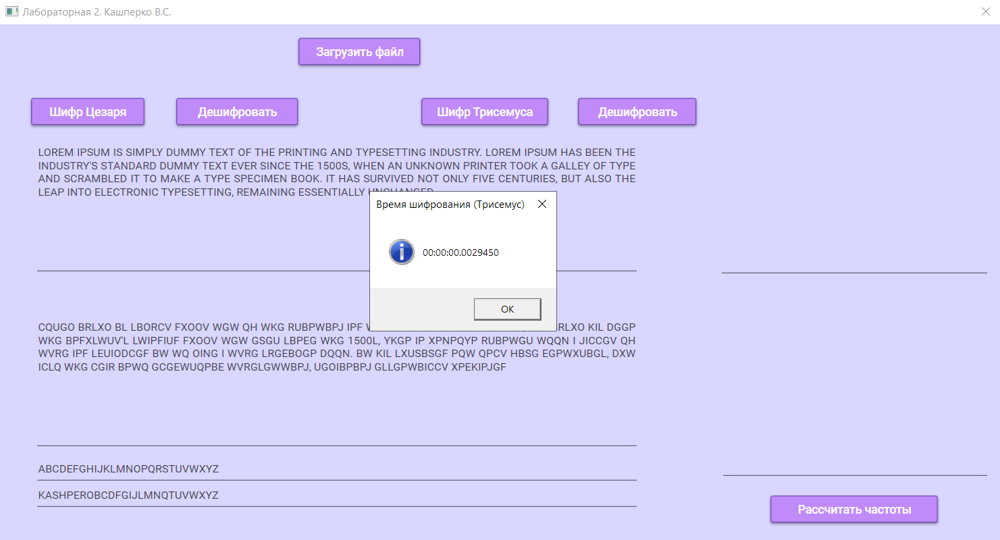 Лабораторная 2. Кашперко В.С.
Загрузить файл
Шифр Цезаря
Дешифровать
Шифр Трисемуса
Дешифровать
LOREM IPSUM IS SIMPLY DUMMY TEXT OF THE PRINTING AND TYPESETTING INDUSTRY. LOREM IPSUM HAS BEEN THE
INDUSTRY'S STANDARD DUMMY TEXT EVER SINCE THE 1500S, WHEN AN UNKNOWN PRINTER TOOK A GALLEY OF TYPE
AND SCRAMBLED IT TO MAKE A TYPE SPECIMEN BOOK. IT HAS SURVIVED NOT ONLY FIVE CENTURIES, BUT ALSO THE
LEAP INTO ELECTRONIC TYPESETTING, REMAINING ESSENTIALLY
Время шифрования (Трисемус)
00:00:00.0029450
OK
CQUGO BRLXO BL LBORCV FXOOV WGW QH WKG RUBPWBPJ IPF KIL DGGP
WKG BPFXLWUV'L LWIPFIUF FXOOV WGW GSGU LBPEG WKG 1500L, YKGP IP XPNPQYP RUBPWGU WQQN I JICCGV QH
WVRG IPF LEUIODCGF BW WQ OING I WVRG LRGEBOGP DQQN. BW KIL LXUSBSGF PQW QPCV HBSG EGPWXUBGL, DXW
ICLQ WKG CGIR BPWQ GCGEWUQPBE WVRGLGWWBPJ, UGOIBPBPJ GLLGPWBICCV XPEKIPJGF
ABCDEFGHIJKLMNOPQRSTUVWXYZ
KASHPEROBCDFGIJLMNQTUVWXYZ
Рассчитать частоты